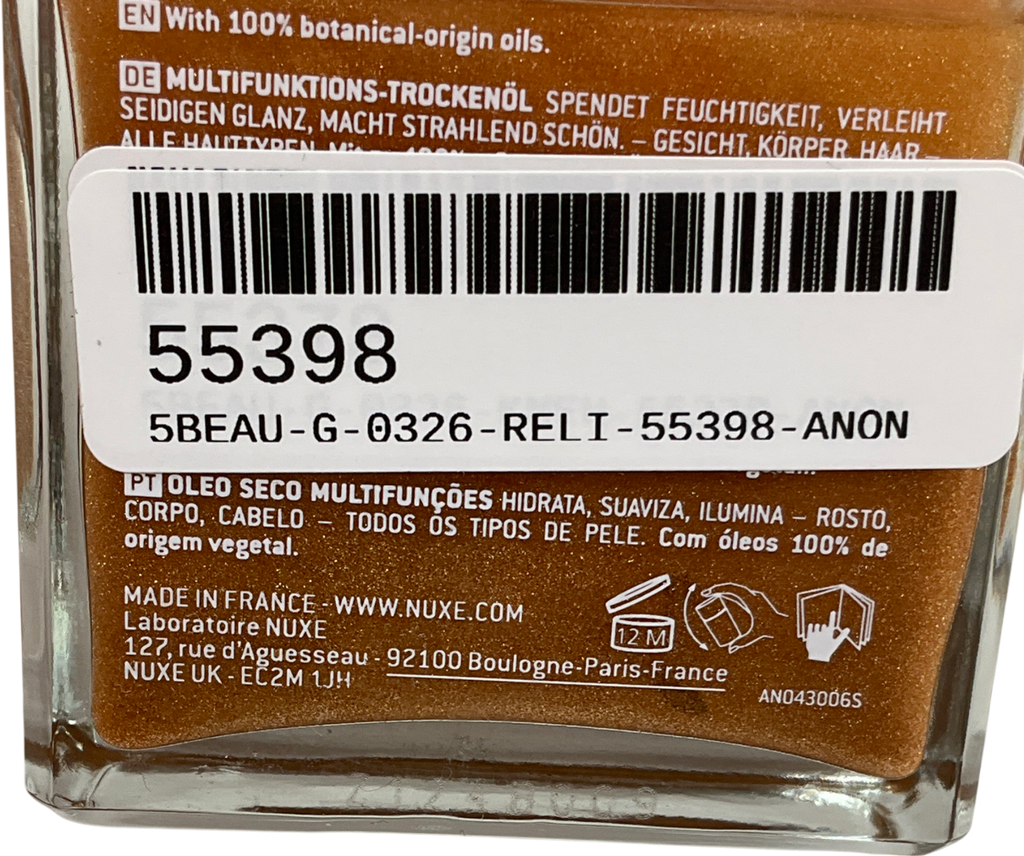 EN With 100% botanical-origin oils.
DE MULTIFUNKTIONS-TROCKENÖL SPENDET FEUCHTIGKEIT, VERLEIHT
SEIDIGEN GLANZ, MACHT STRAHLEND SCHÖN. – GESICHT, KÖRPER, HAAR –
ALLE HAUTTYPEN.
55398
5BEAU-G-0326-RELI-55398-ANON
PT ÓLEO SECO MULTIFUNÇÕES HIDRATA, SUAVIZA, ILUMINA – ROSTO,
CORPO, CABELO – TODOS OS TIPOS DE PELE. Com óleos 100% de
origem vegetal.
MADE IN FRANCE - WWW.NUXE.COM
Laboratoire NUXE
127, rue d'Aguesseau - 92100 Boulogne-Paris-France
NUXE UK - EC2M 1JH
12 M
AN043006S